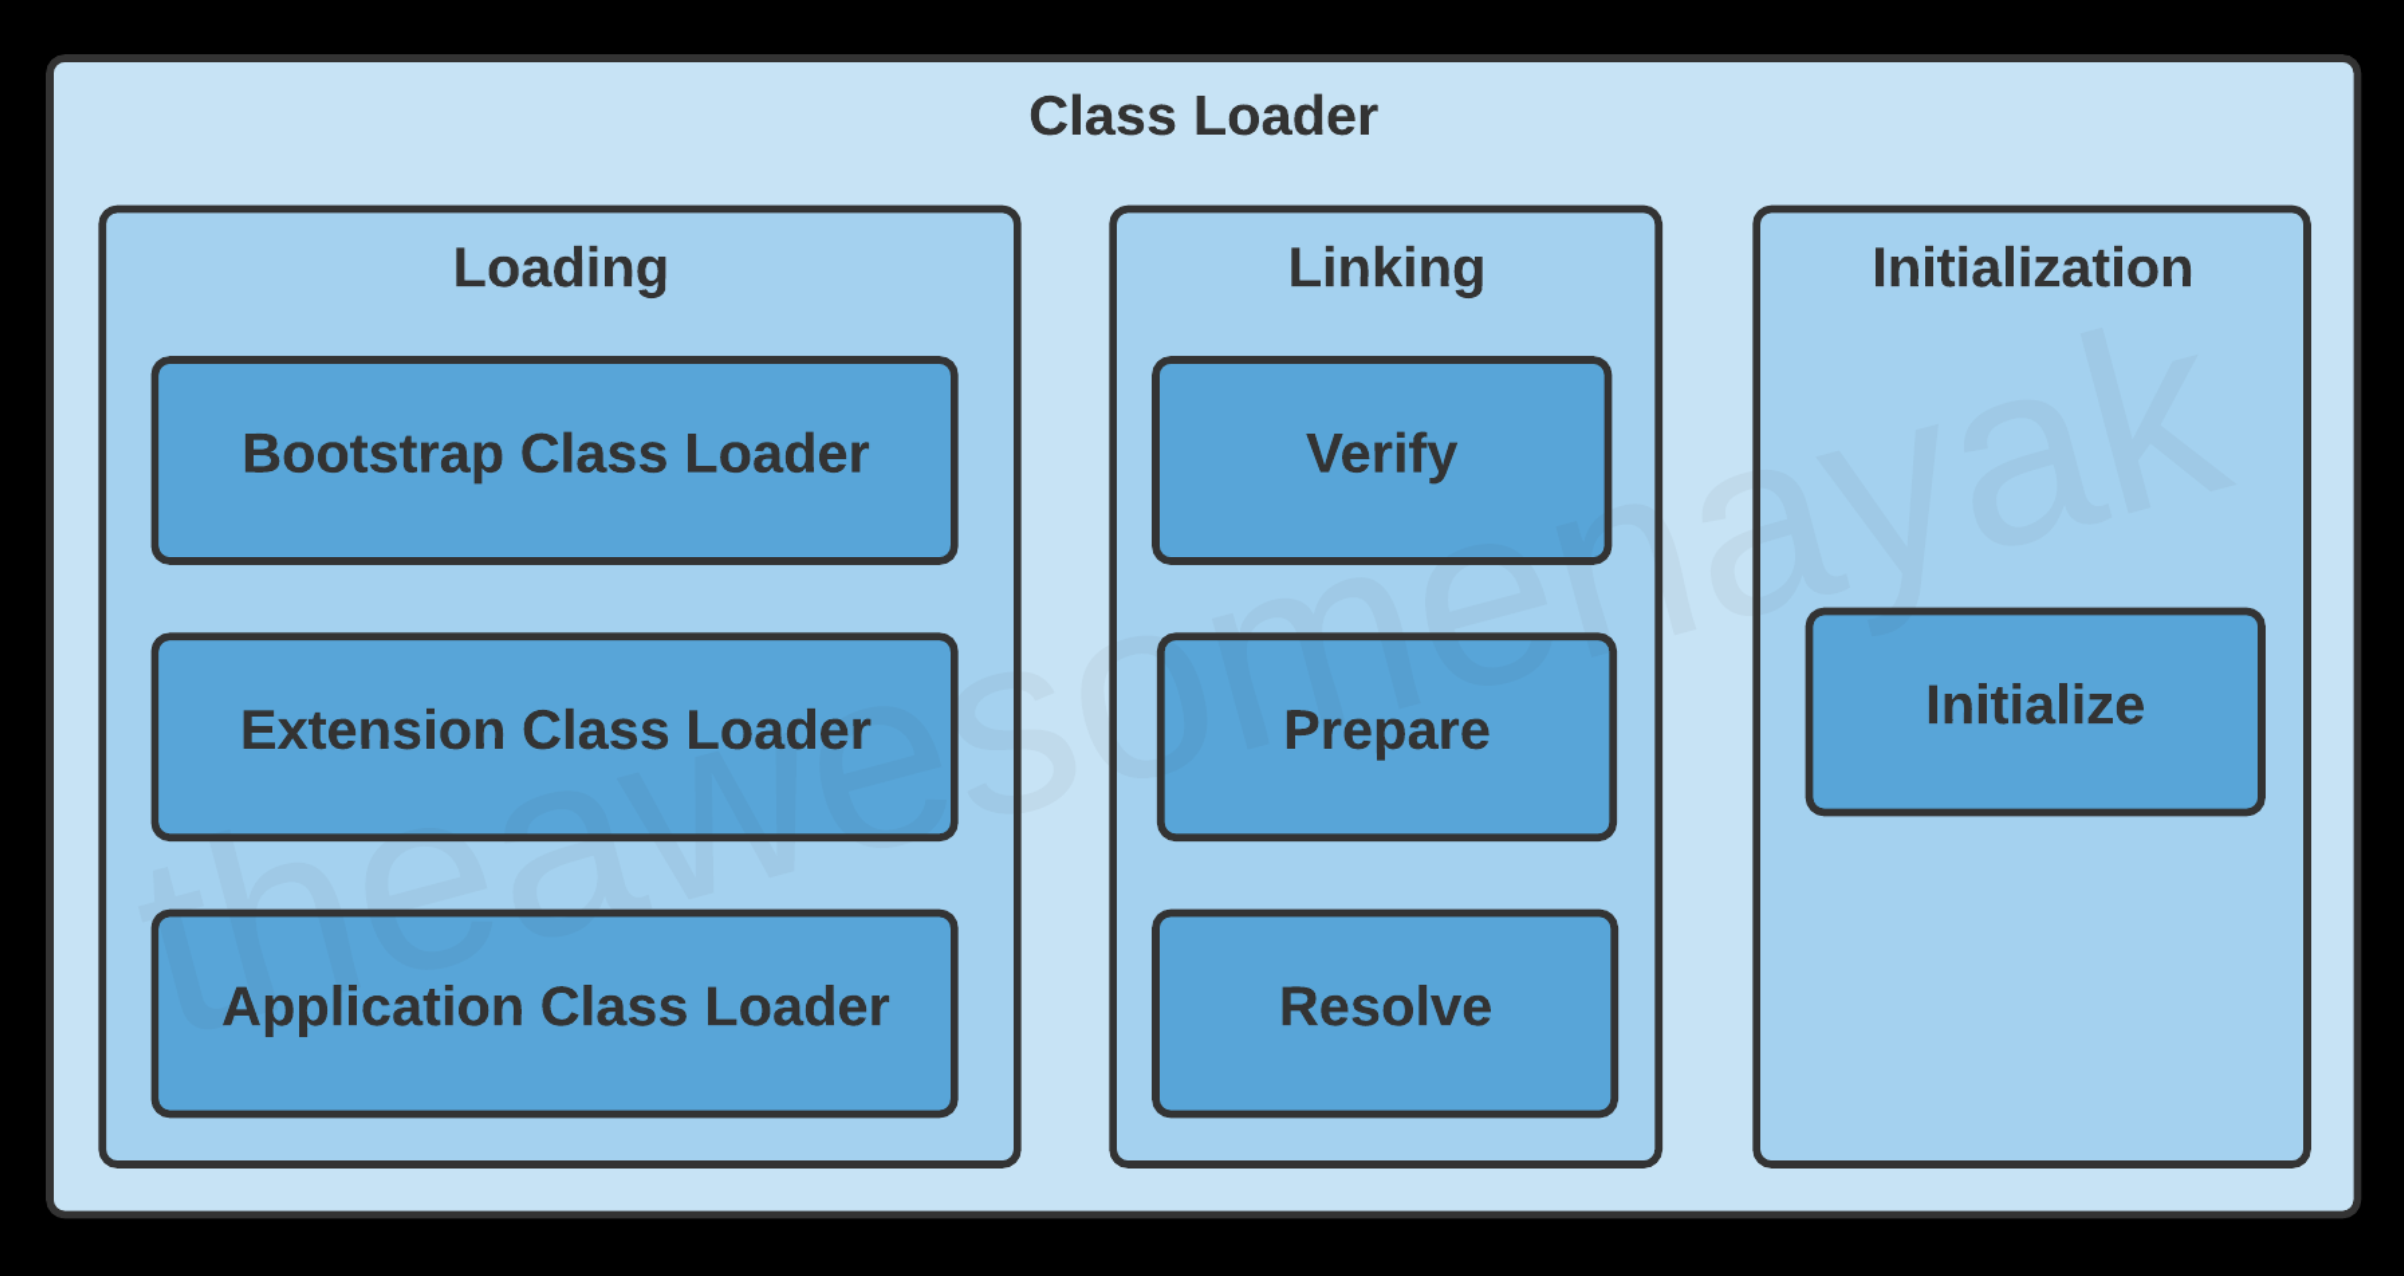 Class Loader
Loading
Bootstrap Class Loader
Extension Class Loader
Application Class Loader
Linking
Verify
Prepare
Resolve
Initialization
Initialize
theawesomenayak